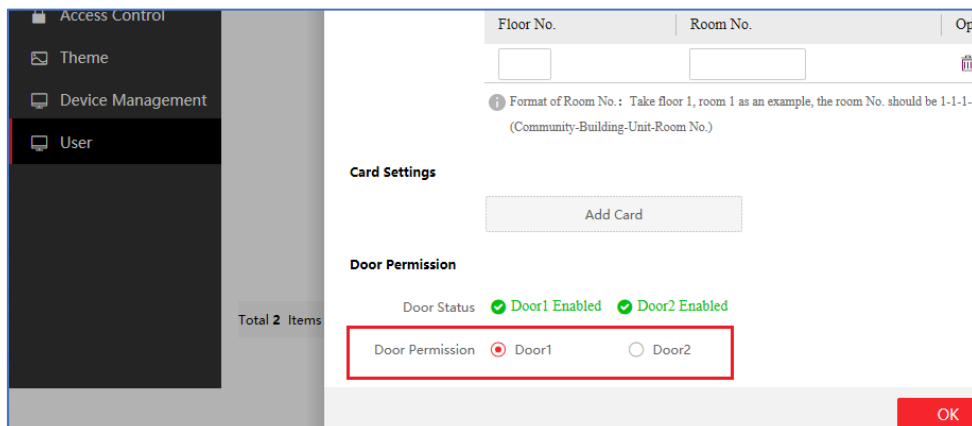 Access Control
Theme
Device Management
User
Total 2 Items
Floor No. Room No.
Format of Room No.: Take floor 1, room 1 as an example, the room No. should be 1-1-1-
(Community-Building-Unit-Room No.)
Card Settings
Add Card
Door Permission
Door Status Door1 Enabled Door2 Enabled
Door Permission Door1 Door2
OK